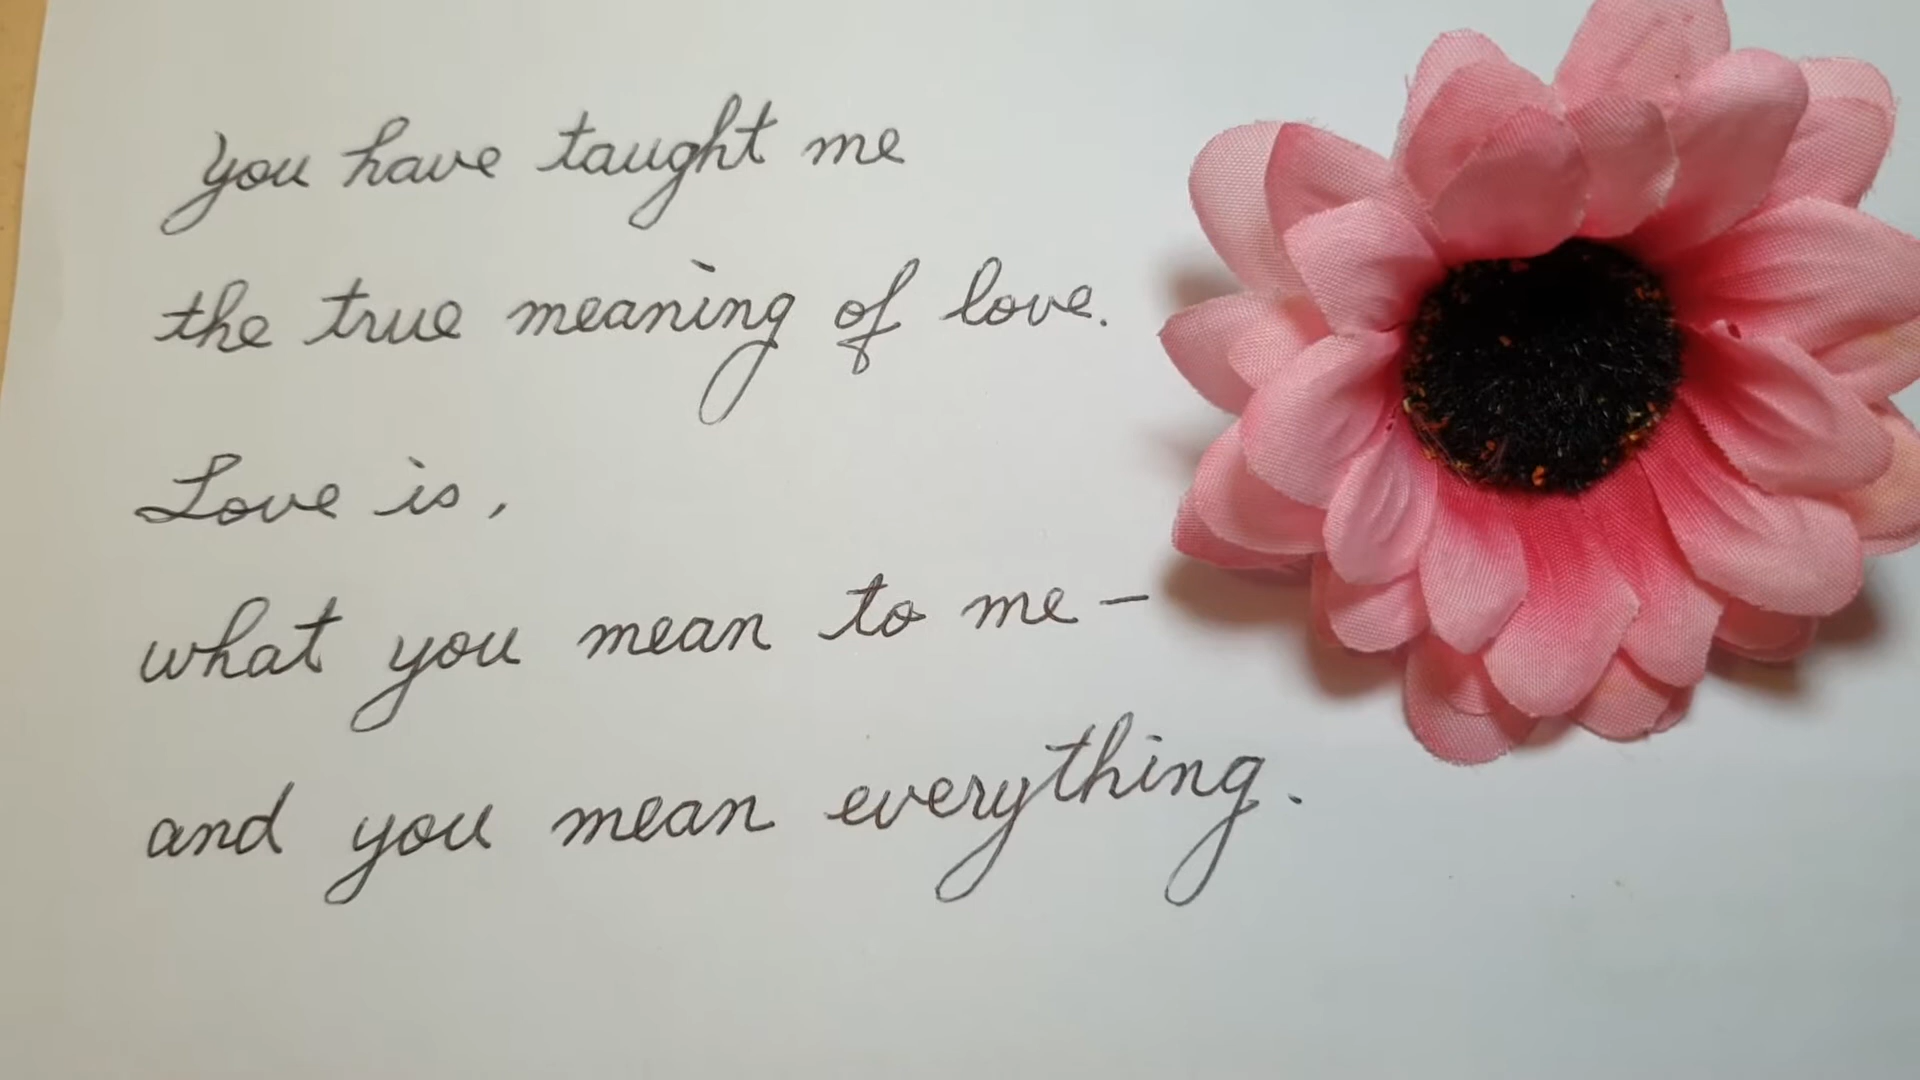 you have taught me
the true meaning of love.
Love is,
what you mean to me —
and you mean everything.